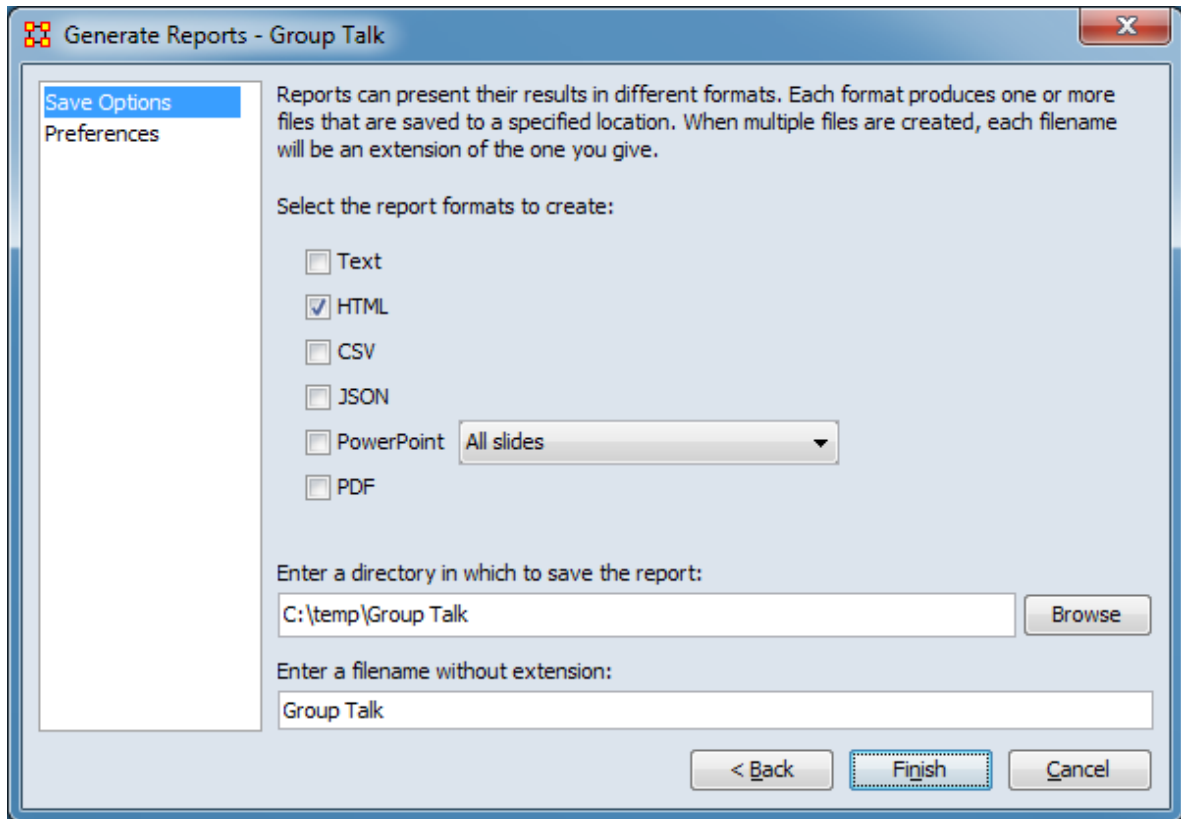 Generate Reports - Group Talk
X
Save Options
Preferences
Reports can present their results in different formats. Each format produces one or more
files that are saved to a specified location. When multiple files are created, each filename
will be an extension of the one you give.
Select the report formats to create:
Text
HTML
CSV
JSON
PowerPoint All slides
PDF
Enter a directory in which to save the report:
C:\temp\Group Talk Browse
Enter a filename without extension:
Group Talk
< Back Finish Cancel